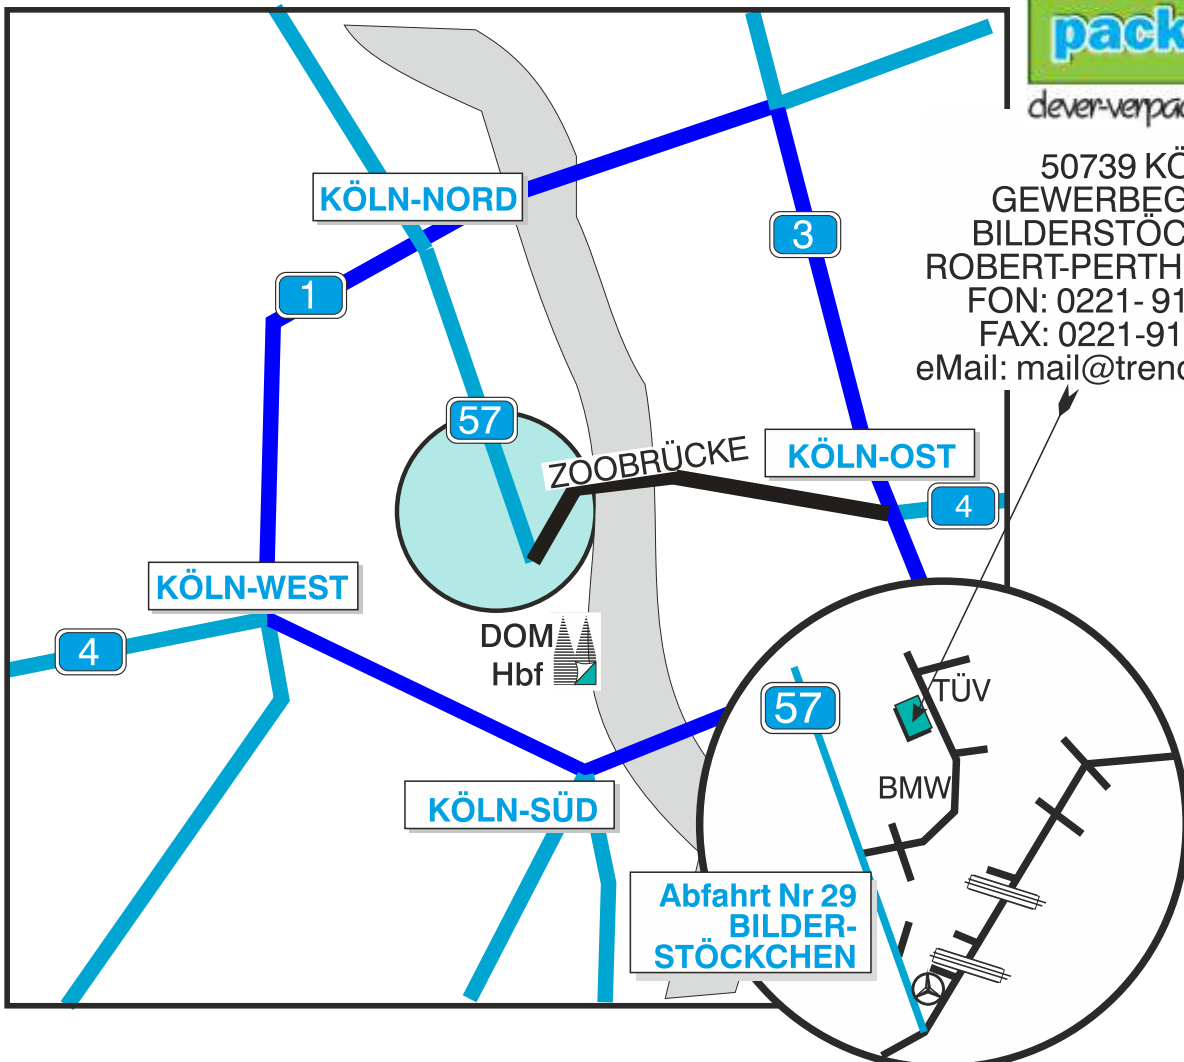 pack
clever-verpac
50739 KÖ
GEWERBEG
BILDERSTÖC
ROBERT-PERTH
FON: 0221- 91
FAX: 0221-91
eMail: mail@trend
KÖLN-NORD
3
1
57
ZOOBRÜCKE
KÖLN-OST
4
KÖLN-WEST
4
DOM
Hbf
57
TÜV
BMW
KÖLN-SÜD
Abfahrt Nr 29
BILDER-
STÖCKCHEN